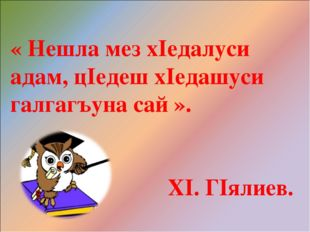 « Нешла мез хIедалуси
адам, цIедеш хIедашуси
галгагъуна сай ».
ХI. ГIялиев.